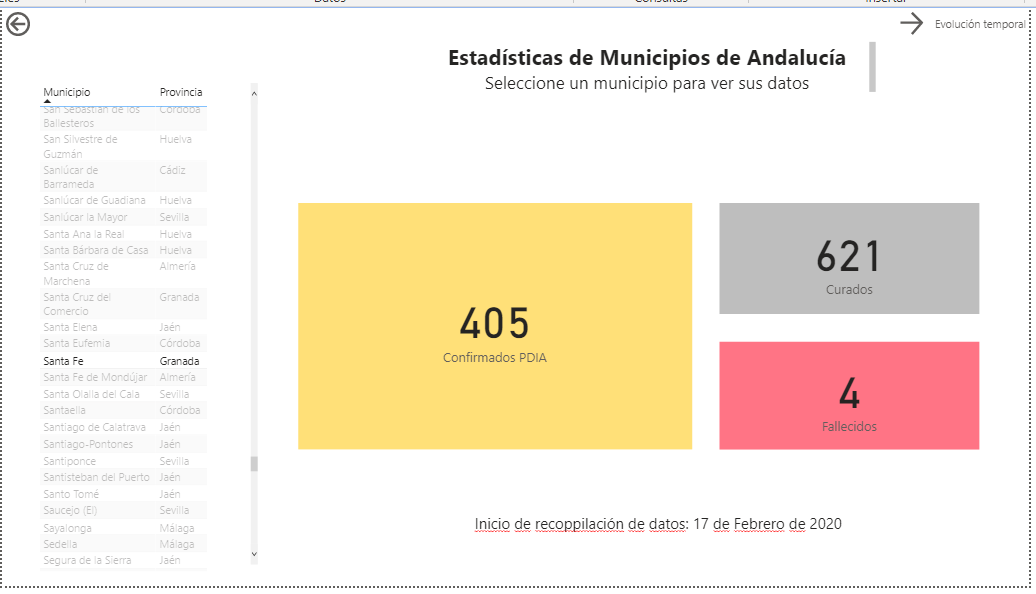 Datos
Consultas
Insertar
Evolución temporal
Estadísticas de Municipios de Andalucía
Seleccione un municipio para ver sus datos
Municipio Provincia
San Sebastián de los Ballesteros Córdoba
San Silvestre de Guzmán Huelva
Sanlúcar de Barrameda Cádiz
Sanlúcar de Guadiana Huelva
Sanlúcar la Mayor Sevilla
Santa Ana la Real Huelva
Santa Bárbara de Casa Huelva
Santa Cruz de Marchena Almería
Santa Cruz del Comercio Granada
Santa Elena Jaén
Santa Eufemia Córdoba
Santa Fe Granada
Santa Fe de Mondújar Almería
Santa Olalla del Cala Sevilla
Santaella Córdoba
Santiago de Calatrava Jaén
Santiago-Pontones Jaén
Santiponce Sevilla
Santisteban del Puerto Jaén
Santo Tomé Jaén
Saucejo (El) Sevilla
Sayalonga Málaga
Sedella Málaga
Segura de la Sierra Jaén
405
Confirmados PDIA
621
Curados
4
Fallecidos
Inicio de recoppilación de datos: 17 de Febrero de 2020